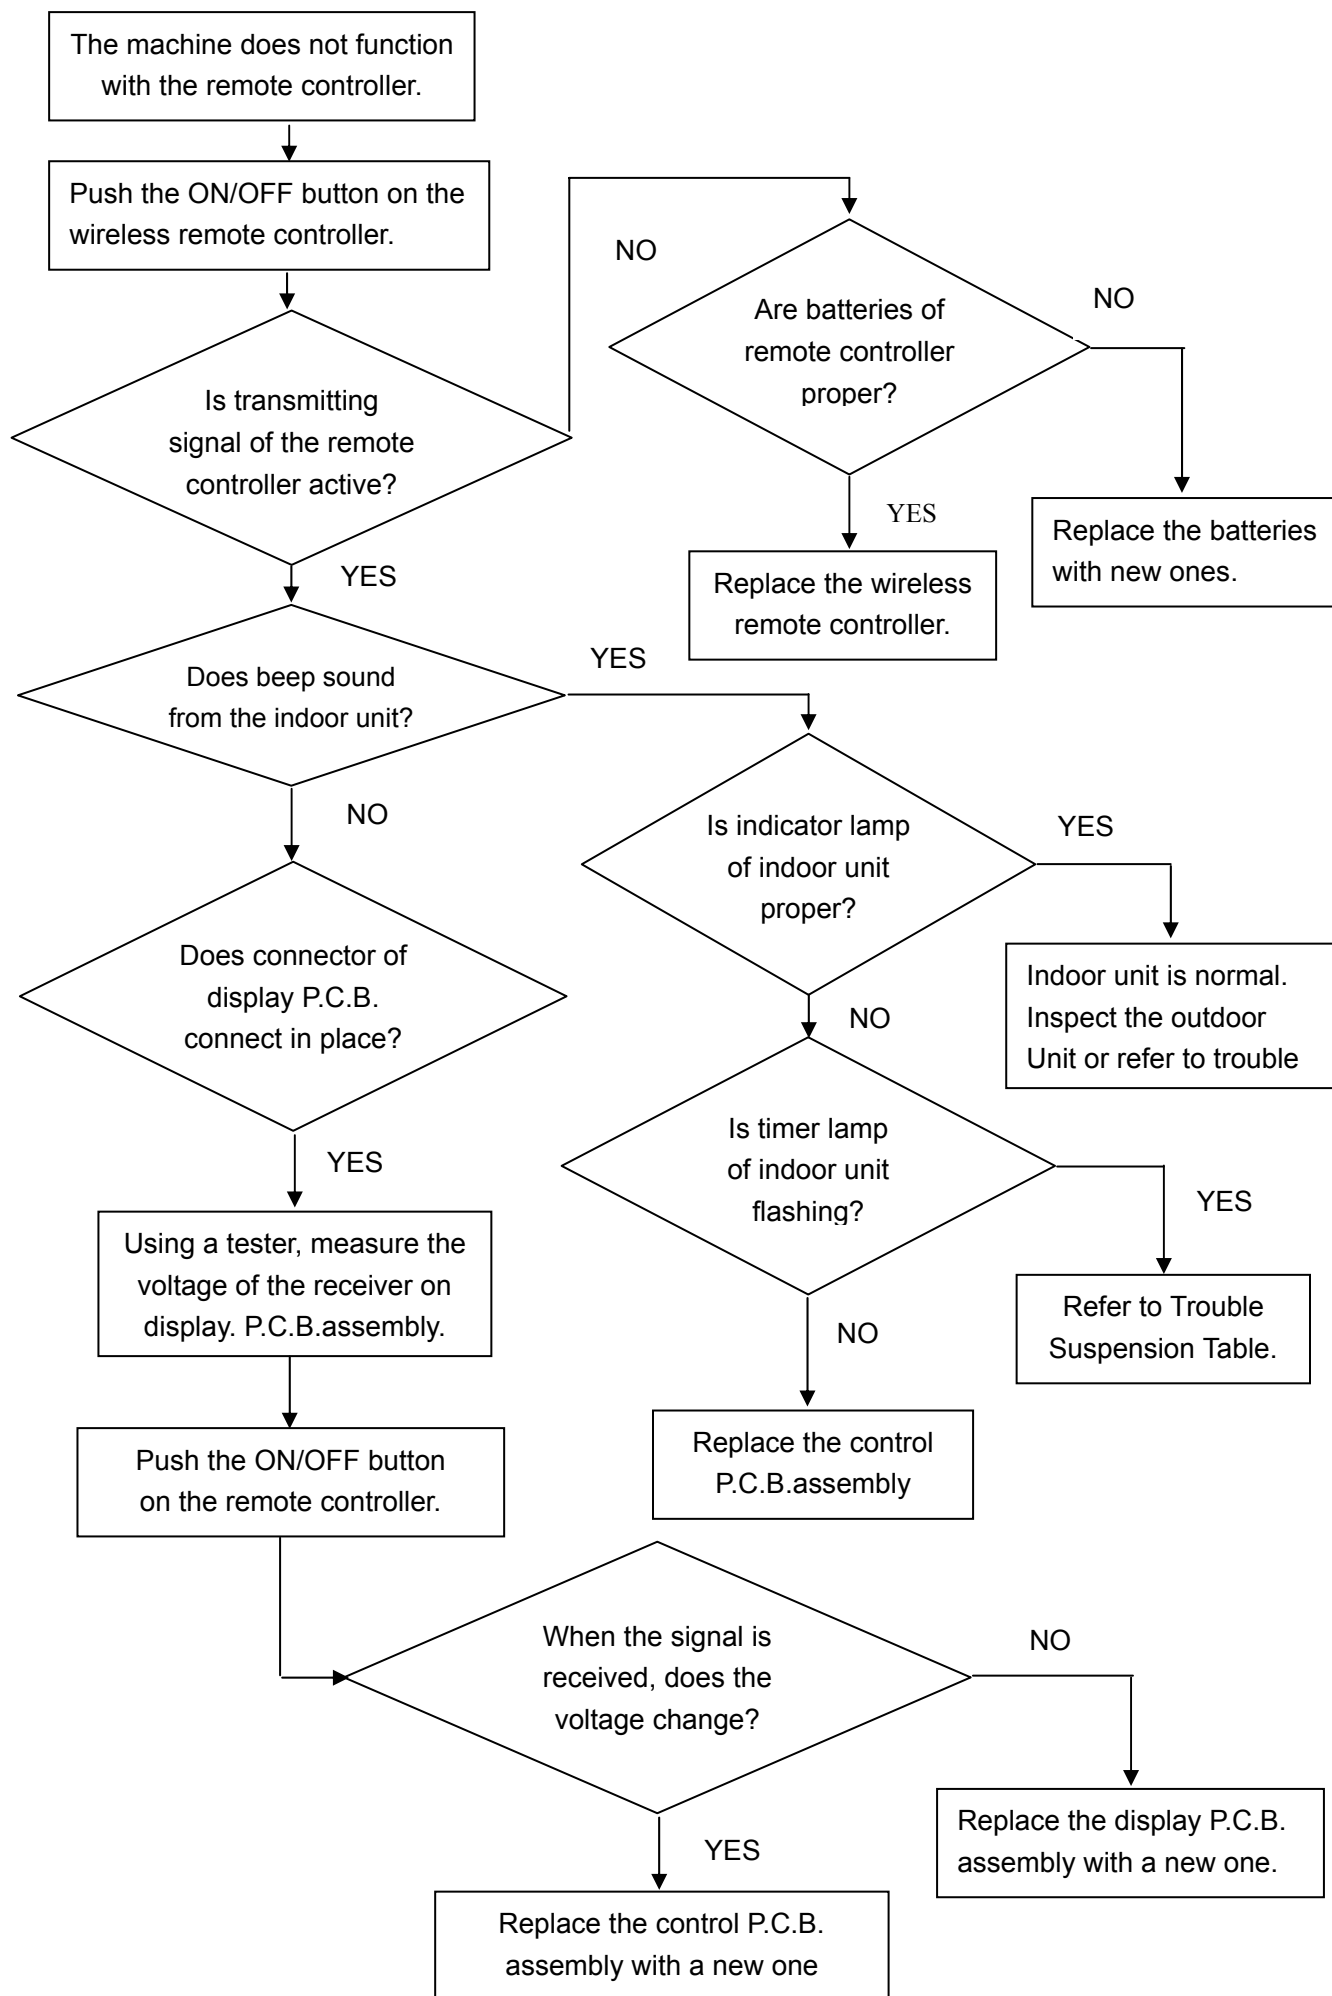 The machine does not function
with the remote controller.
Push the ON/OFF button on the
wireless remote controller.
NO
Are batteries of
remote controller
proper?
NO
Is transmitting
signal of the remote
controller active?
YES
Replace the batteries
with new ones.
YES
Replace the wireless
remote controller.
Does beep sound
from the indoor unit?
YES
NO
Is indicator lamp
of indoor unit
proper?
YES
Does connector of
display P.C.B.
connect in place?
Indoor unit is normal.
Inspect the outdoor
Unit or refer to trouble
NO
Is timer lamp
of indoor unit
flashing?
YES
YES
Using a tester, measure the
voltage of the receiver on
display. P.C.B.assembly.
Refer to Trouble
Suspension Table.
NO
Replace the control
P.C.B.assembly
Push the ON/OFF button
on the remote controller.
When the signal is
received, does the
voltage change?
NO
Replace the display P.C.B.
assembly with a new one.
YES
Replace the control P.C.B.
assembly with a new one